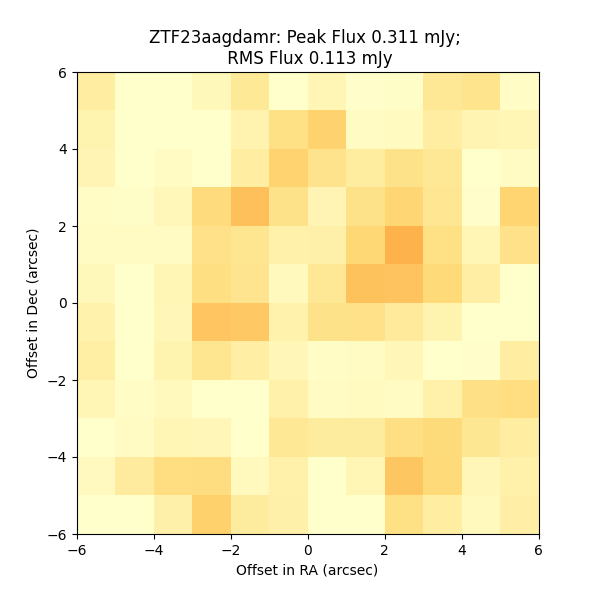 ZTF23aagdamr: Peak Flux 0.311 mJy;
RMS Flux 0.113 mJy
6
4
2
0
−2
−4
−6
Offset in Dec (arcsec)
−6 −4 −2 0 2 4 6
Offset in RA (arcsec)